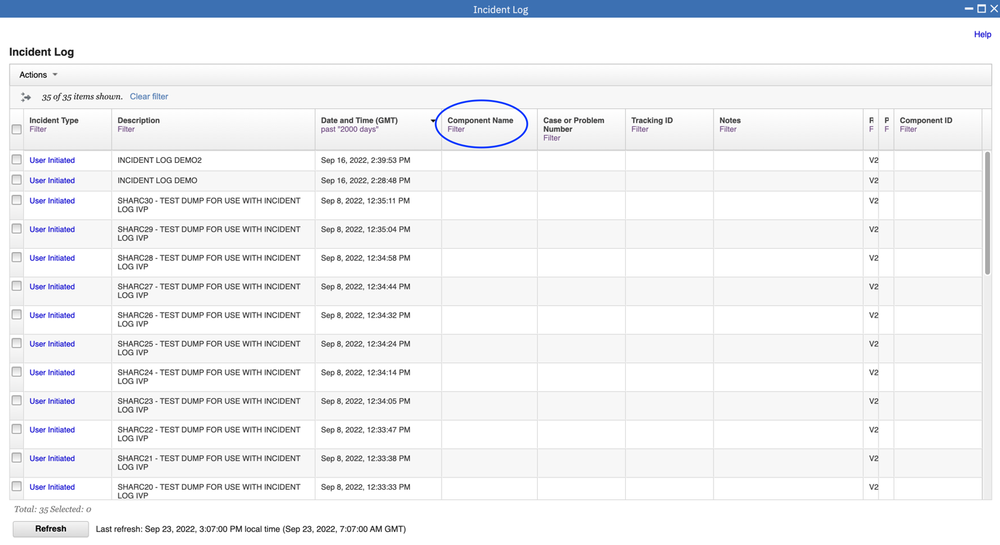 Incident Log
Help
Incident Log
Actions
35 of 35 items shown. Clear filter
Incident Type Description Date and Time (GMT) Component Name Case or Problem Number Tracking ID Notes R P Component ID
Filter Filter past "2000 days" Filter Filter Filter Filter F F Filter
User Initiated INCIDENT LOG DEMO2 Sep 16, 2022, 2:39:53 PM V2
User Initiated INCIDENT LOG DEMO Sep 16, 2022, 2:28:48 PM V2
User Initiated SHARC30 - TEST DUMP FOR USE WITH INCIDENT Sep 8, 2022, 12:35:11 PM V2
LOG IVP
User Initiated SHARC29 - TEST DUMP FOR USE WITH INCIDENT Sep 8, 2022, 12:35:04 PM V2
LOG IVP
User Initiated SHARC28 - TEST DUMP FOR USE WITH INCIDENT Sep 8, 2022, 12:34:58 PM V2
LOG IVP
User Initiated SHARC27 - TEST DUMP FOR USE WITH INCIDENT Sep 8, 2022, 12:34:44 PM V2
LOG IVP
User Initiated SHARC26 - TEST DUMP FOR USE WITH INCIDENT Sep 8, 2022, 12:34:32 PM V2
LOG IVP
User Initiated SHARC25 - TEST DUMP FOR USE WITH INCIDENT Sep 8, 2022, 12:34:24 PM V2
LOG IVP
User Initiated SHARC24 - TEST DUMP FOR USE WITH INCIDENT Sep 8, 2022, 12:34:14 PM V2
LOG IVP
User Initiated SHARC23 - TEST DUMP FOR USE WITH INCIDENT Sep 8, 2022, 12:34:05 PM V2
LOG IVP
User Initiated SHARC22 - TEST DUMP FOR USE WITH INCIDENT Sep 8, 2022, 12:33:47 PM V2
LOG IVP
User Initiated SHARC21 - TEST DUMP FOR USE WITH INCIDENT Sep 8, 2022, 12:33:38 PM V2
LOG IVP
User Initiated SHARC20 - TEST DUMP FOR USE WITH INCIDENT Sep 8, 2022, 12:33:33 PM V2
LOG IVP
Total: 35 Selected: 0
Refresh Last refresh: Sep 23, 2022, 3:07:00 PM local time (Sep 23, 2022, 7:07:00 AM GMT)